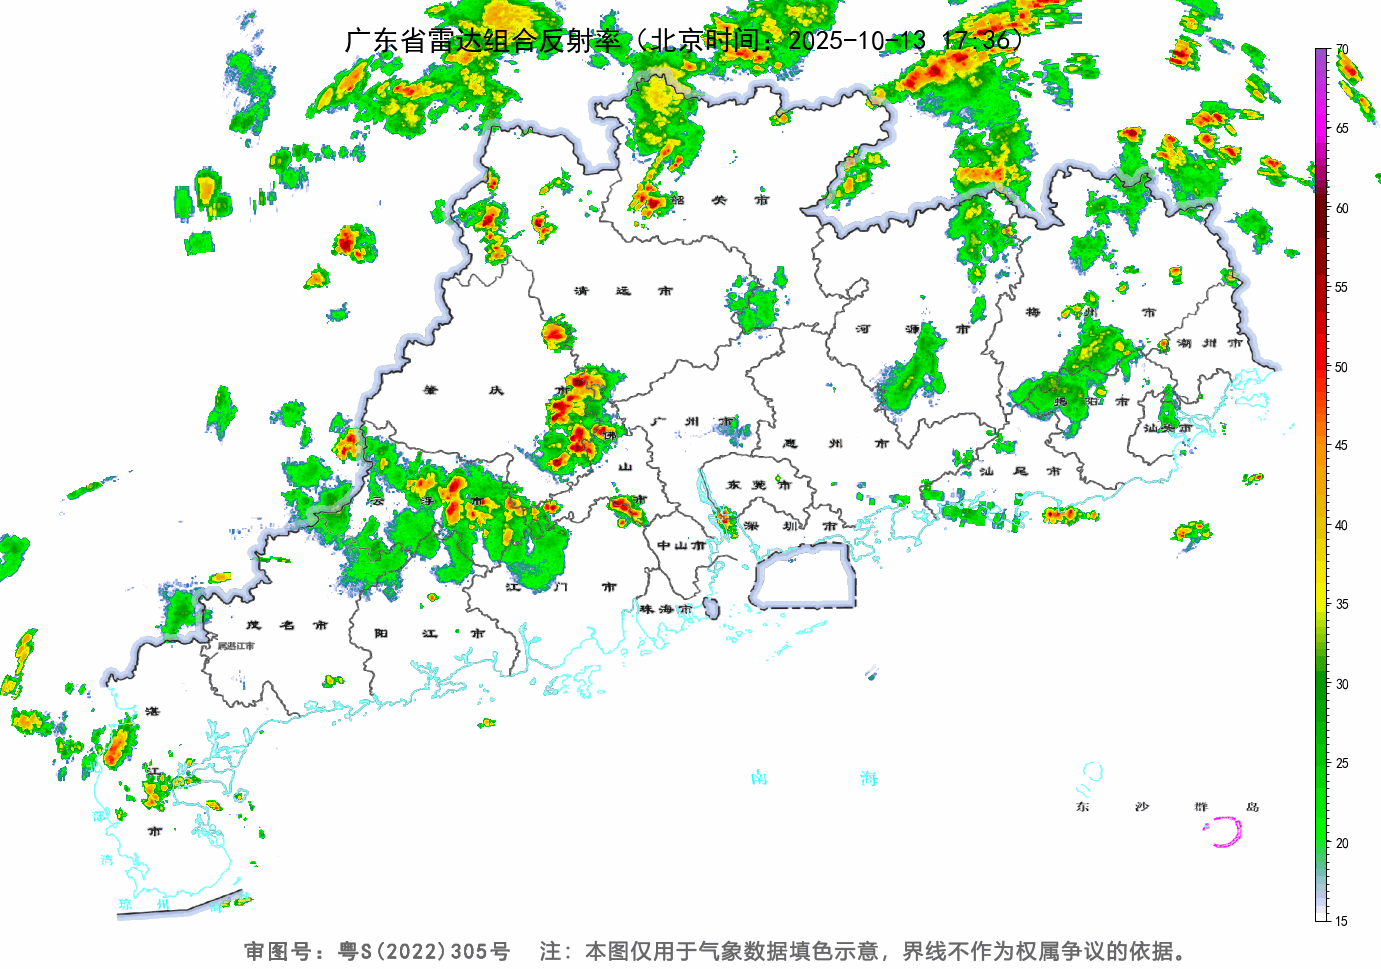 广东省雷达组合反射率（北京时间：2025-10-13 17:36）
70
65
60
55
50
45
40
35
30
25
20
15
韶 关 市
清 远 市
梅 州 市
河 源 市
潮 州 市
肇 庆 市
揭 阳 市
广 州 市
汕头市
佛 山 市
惠 州 市
汕 尾 市
东 莞 市
云 浮 市
深 圳 市
中山市
江 门 市
珠海市
茂 名 市
阳 江 市
属湛江市
湛 江 市
南 海
东 沙 群 岛
琼 州
审图号：粤S(2022)305号 注：本图仅用于气象数据填色示意，界线不作为权属争议的依据。